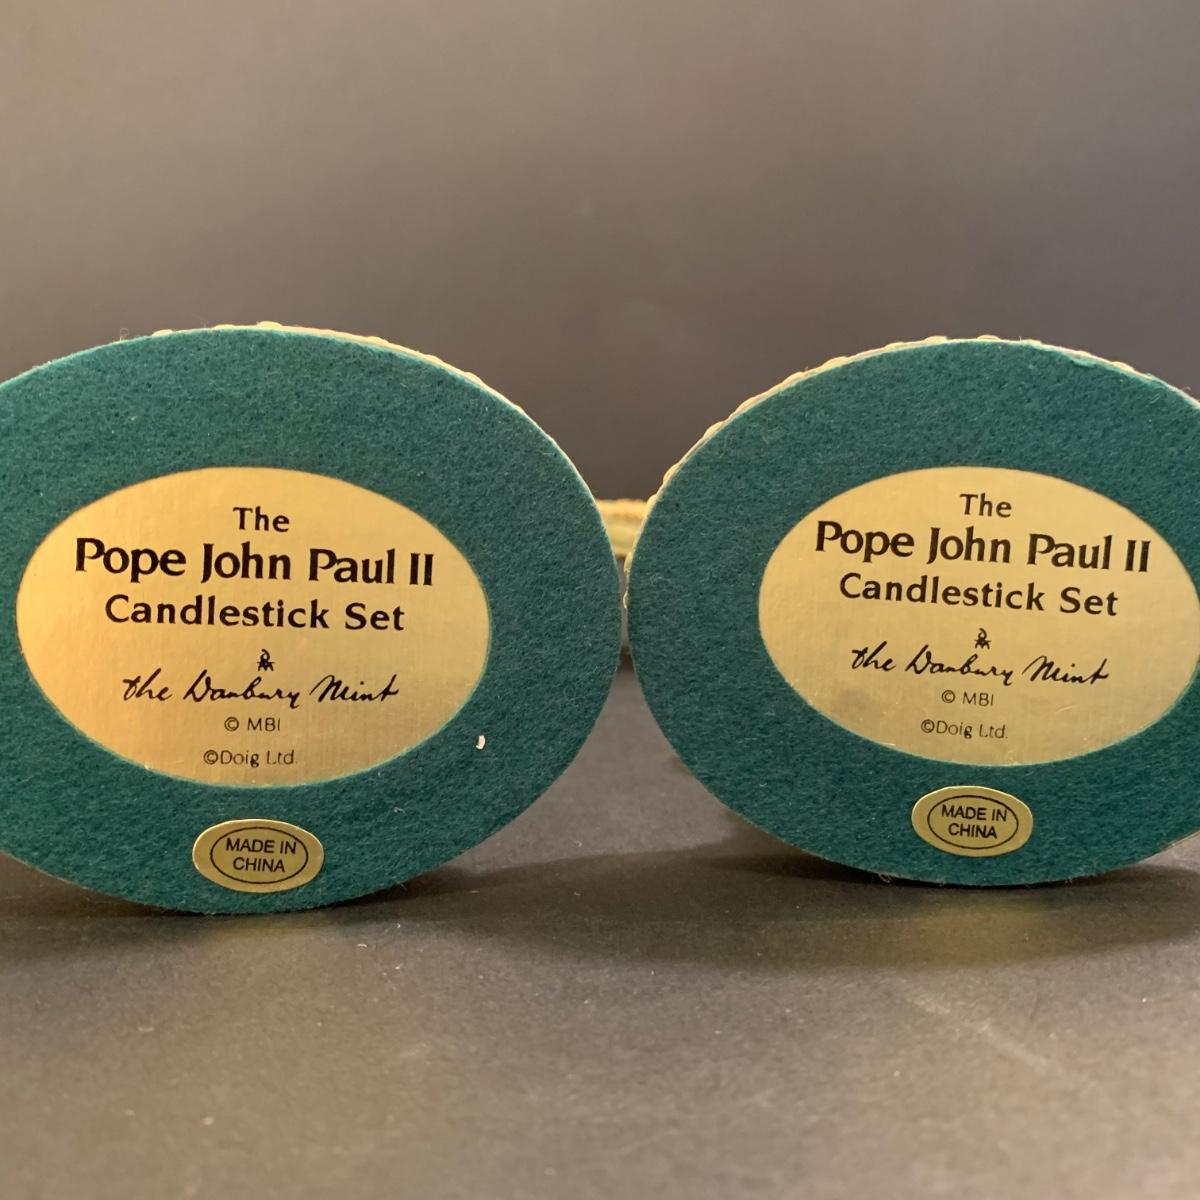 The
Pope John Paul II
Candlestick Set
the Danbury Mint
© MBI
©Doig Ltd.
MADE IN
CHINA
The
Pope John Paul II
Candlestick Set
the Danbury Mint
© MBI
©Doig Ltd.
MADE IN
CHINA